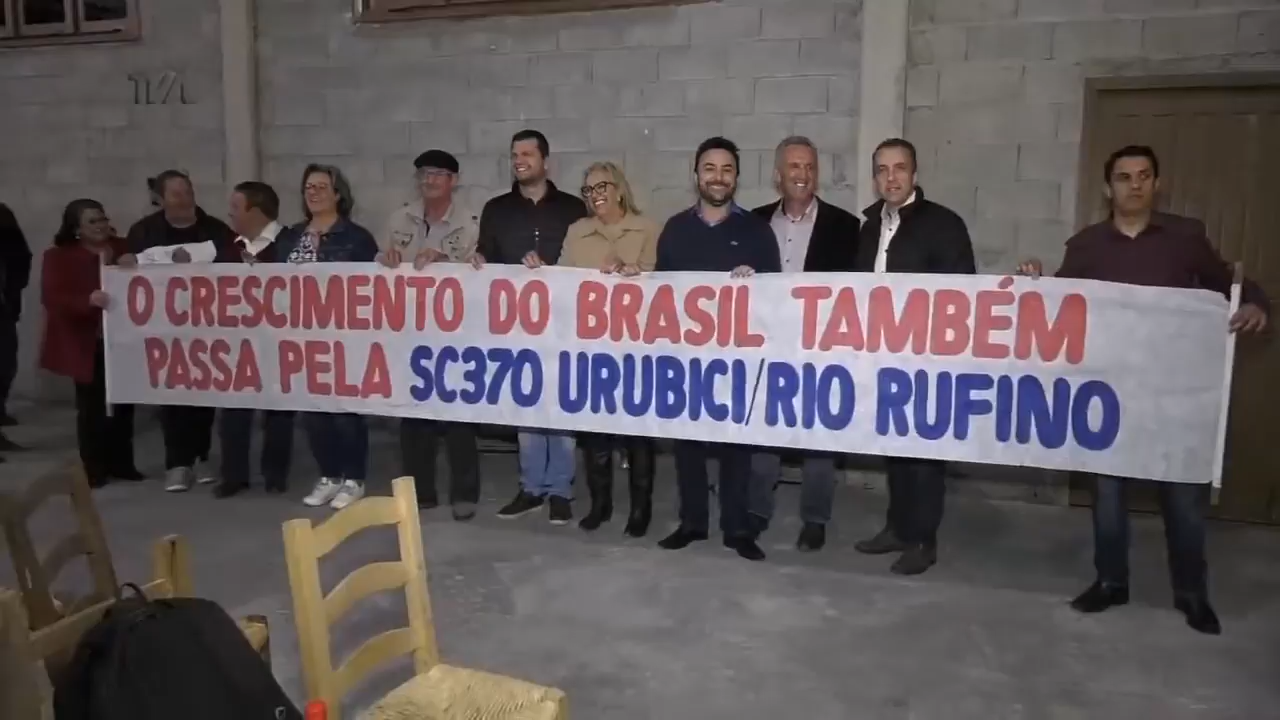 O CRESCIMENTO DO BRASIL TAMBÉM
PASSA PELA SC370 URUBICI/RIO RUFINO